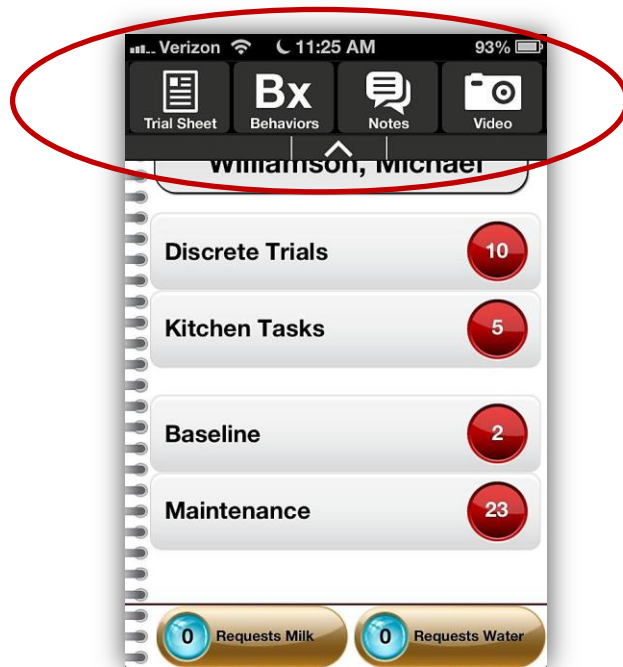 Verizon 11:25 AM 93%
Bx
Trial Sheet Behaviors Notes Video
Williamson, Michael
Discrete Trials 10
Kitchen Tasks 5
Baseline 2
Maintenance 23
0 Requests Milk 0 Requests Water